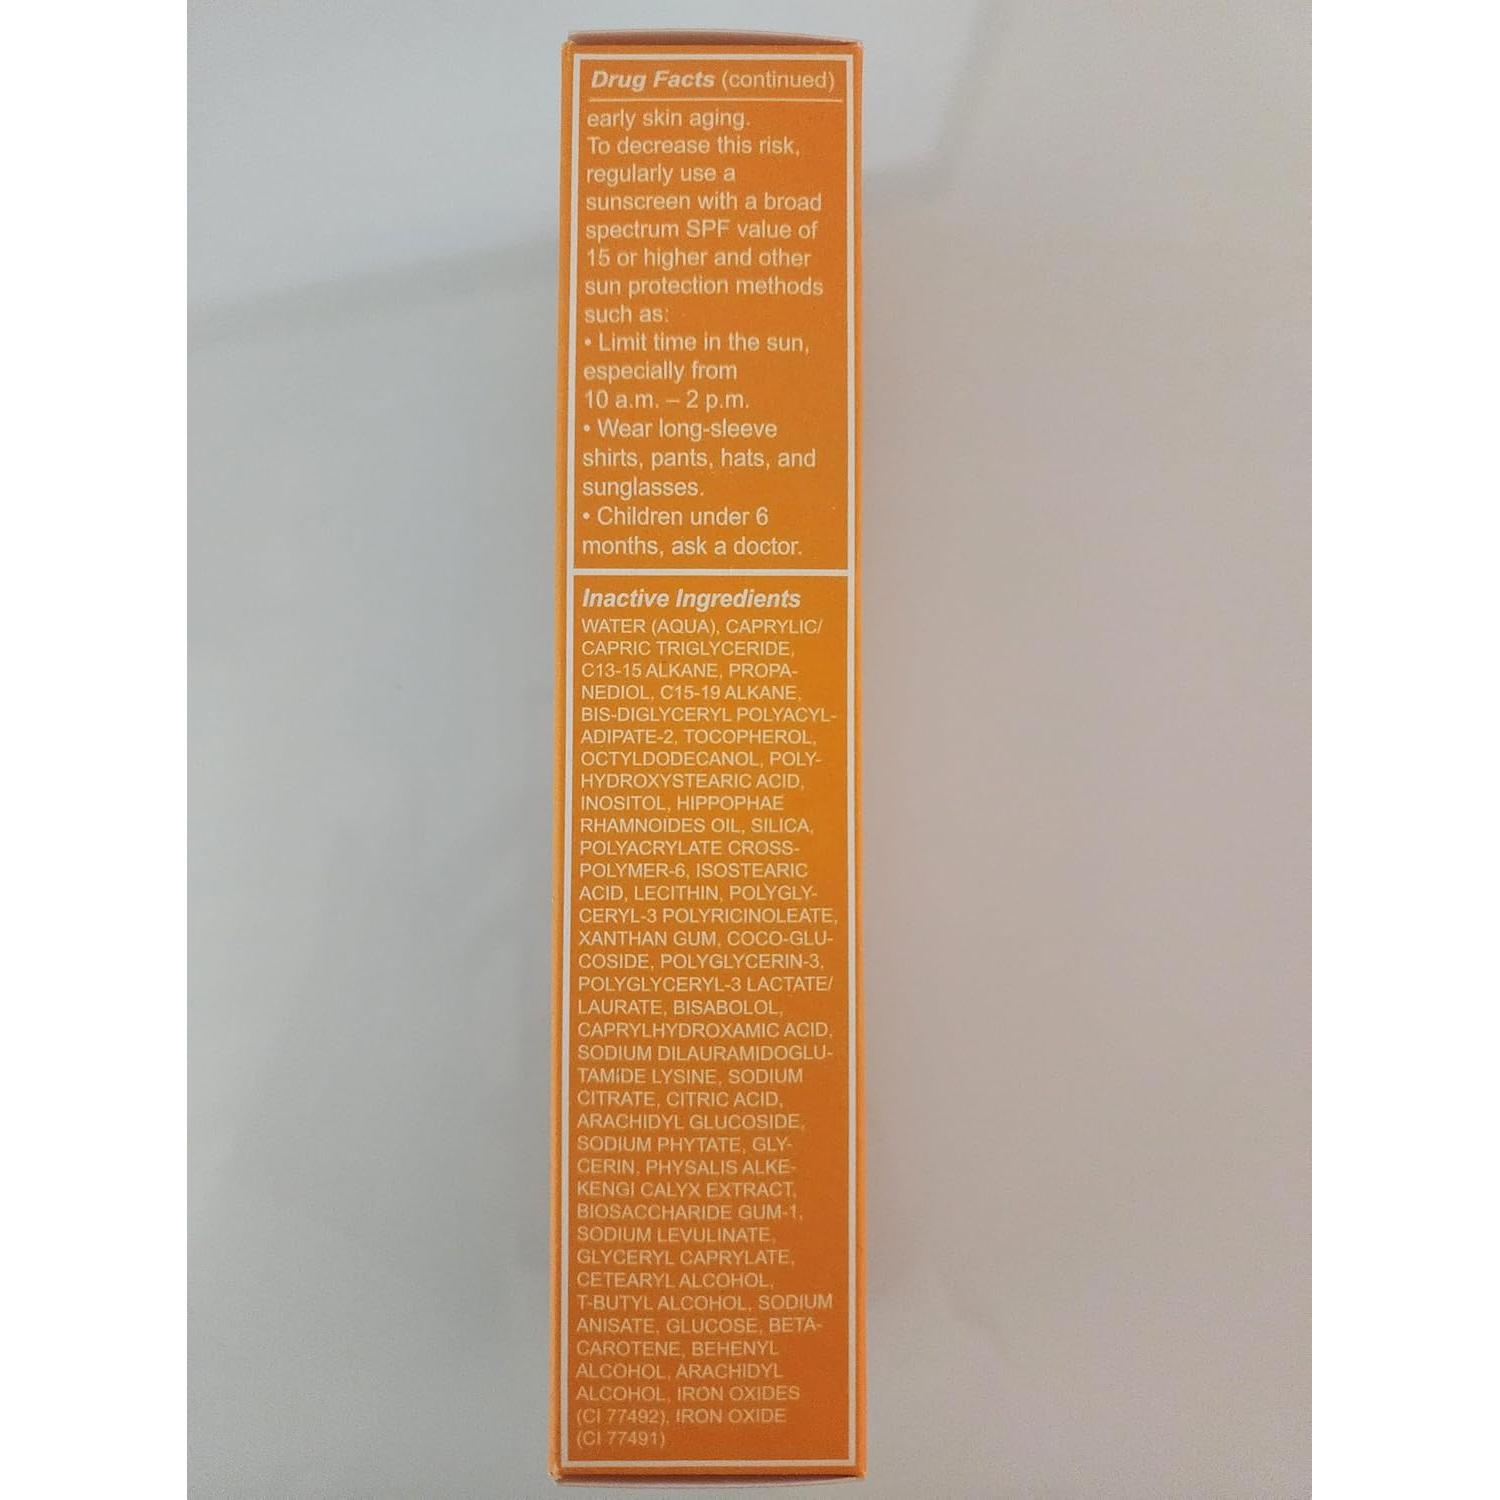 Drug Facts (continued)
early skin aging.
To decrease this risk,
regularly use a
sunscreen with a broad
spectrum SPF value of
15 or higher and other
sun protection methods
such as:
• Limit time in the sun,
especially from
10 a.m. – 2 p.m.
• Wear long-sleeve
shirts, pants, hats, and
sunglasses.
• Children under 6
months, ask a doctor.
Inactive Ingredients
WATER (AQUA), CAPRYLIC/
CAPRIC TRIGLYCERIDE,
C13-15 ALKANE, PROPA-
NEDIOL, C15-19 ALKANE,
BIS-DIGLYCERYL POLYACYL-
ADIPATE-2, TOCOPHEROL,
OCTYLDODECANOL, POLY-
HYDROXYSTEARIC ACID,
INOSITOL, HIPPOPHAE
RHAMNOIDES OIL, SILICA,
POLYACRYLATE CROSS-
POLYMER-6, ISOSTEARIC
ACID, LECITHIN, POLYGLY-
CERYL-3 POLYRICINOLEATE,
XANTHAN GUM, COCO-GLU-
COSIDE, POLYGLYCERIN-3,
POLYGLYCERYL-3 LACTATE/
LAURATE, BISABOLOL,
CAPRYLHYDROXAMIC ACID,
SODIUM DILAURAMIDOGLU-
TAMIDE LYSINE, SODIUM
CITRATE, CITRIC ACID,
ARACHIDYL GLUCOSIDE,
SODIUM PHYTATE, GLY-
CERIN, PHYSALIS ALKE-
KENGI CALYX EXTRACT,
BIOSACCHARIDE GUM-1,
SODIUM LEVULINATE,
GLYCERYL CAPRYLATE,
CETEARYL ALCOHOL,
T-BUTYL ALCOHOL, SODIUM
ANISATE, GLUCOSE, BETA-
CAROTENE, BEHENYL
ALCOHOL, ARACHIDYL
ALCOHOL, IRON OXIDES
(CI 77492), IRON OXIDE
(CI 77491)